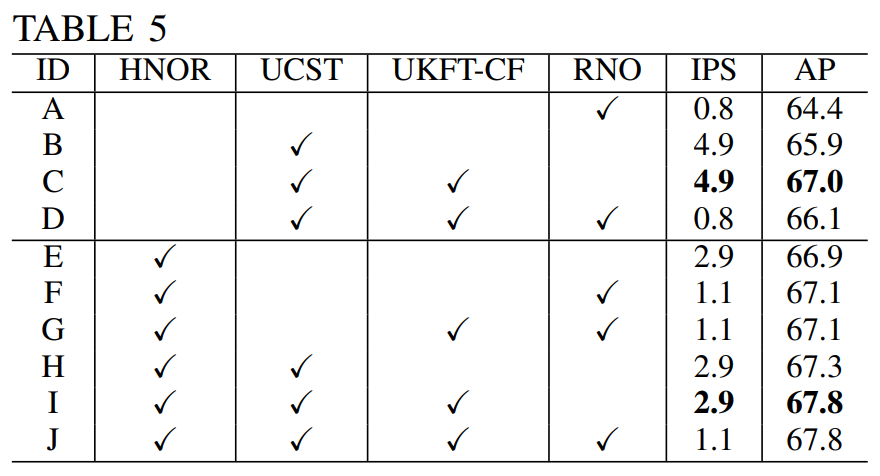 TABLE 5
ID HNOR UCST UKFT-CF RNO IPS AP
A ✓ 0.8 64.4
B ✓ 4.9 65.9
C ✓ ✓ 4.9 67.0
D ✓ ✓ ✓ 0.8 66.1
E ✓ 2.9 66.9
F ✓ ✓ 1.1 67.1
G ✓ ✓ ✓ 1.1 67.1
H ✓ ✓ 2.9 67.3
I ✓ ✓ ✓ 2.9 67.8
J ✓ ✓ ✓ ✓ 1.1 67.8